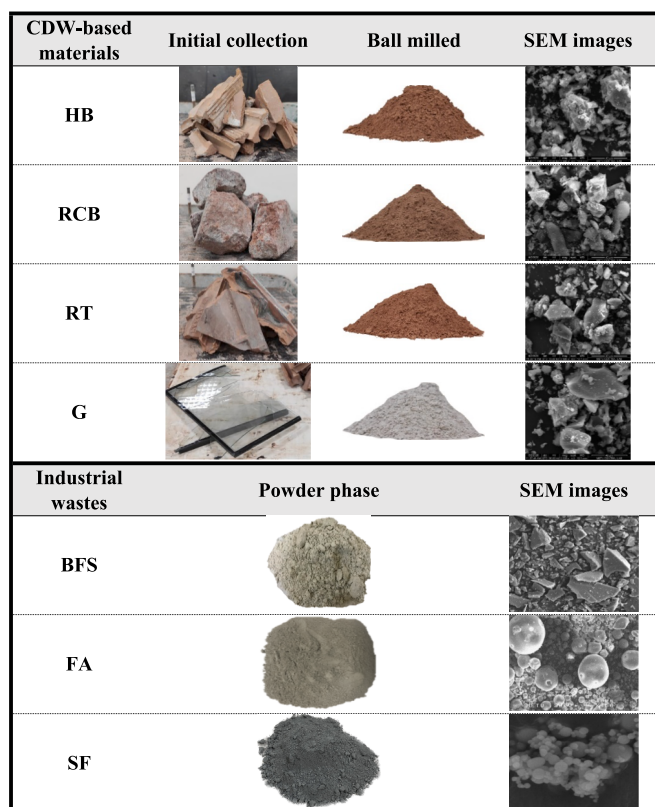 CDW-based
materials
Initial collection
Ball milled
SEM images
HB
RCB
RT
G
Industrial
wastes
Powder phase
SEM images
BFS
FA
SF